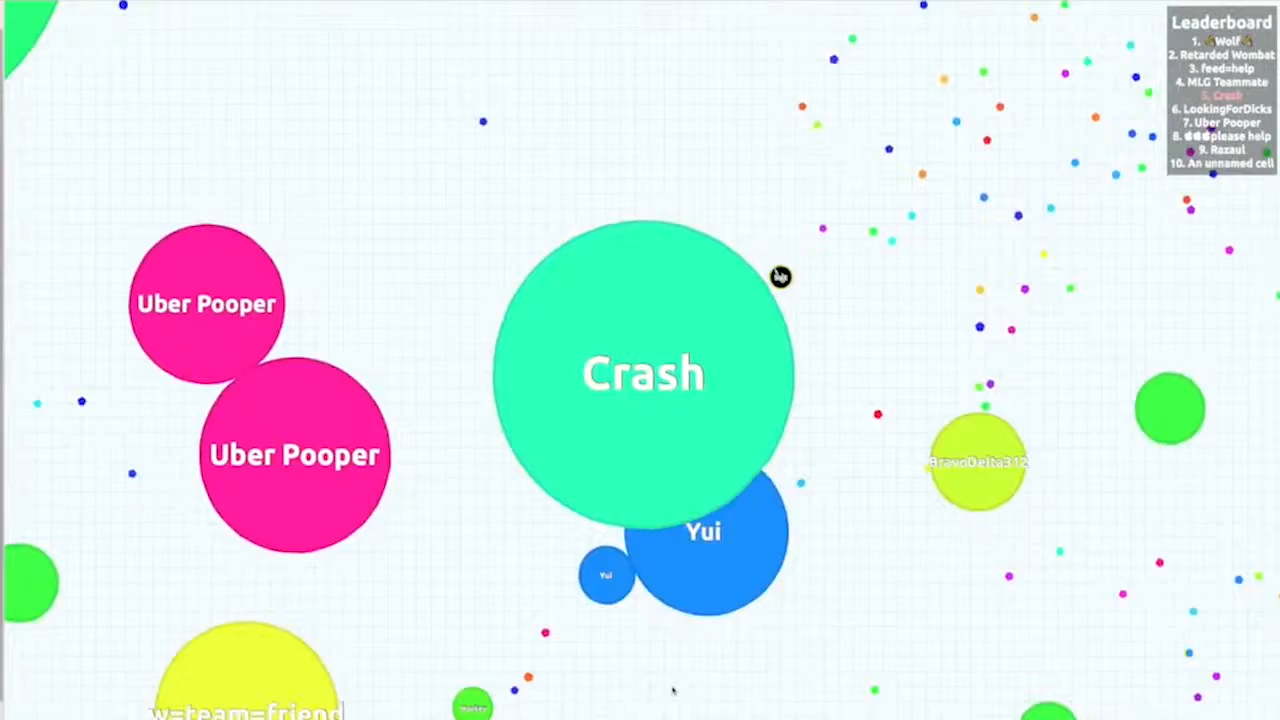 Leaderboard
1. Wolf
2. Retarded Wombat
3. feed=help
4. MLG Teammate
5. Crash
6. LookingForDicks
7. Uber Pooper
8. please help
9. Razaul
10. An unnamed cell
Uber Pooper
Crash
Uber Pooper
BravoDelta312
Yui
Yui
w=team=friend